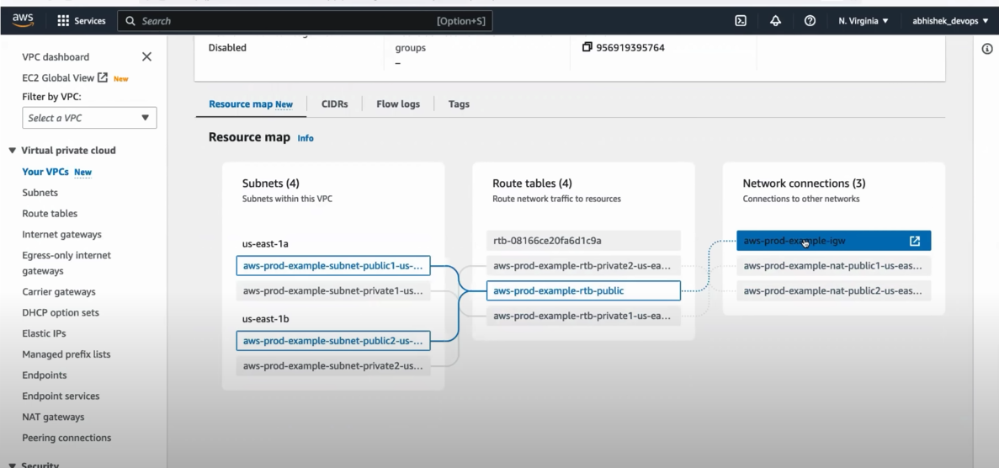 aws
Services
Search
[Option+S]
N. Virginia
abhishek_devops
VPC dashboard
EC2 Global View New
Filter by VPC:
Select a VPC
Virtual private cloud
Your VPCs New
Subnets
Route tables
Internet gateways
Egress-only internet
gateways
Carrier gateways
DHCP option sets
Elastic IPs
Managed prefix lists
Endpoints
Endpoint services
NAT gateways
Peering connections
Security
Disabled
groups
–
956919395764
Resource map New
CIDRs
Flow logs
Tags
Resource map Info
Subnets (4)
Subnets within this VPC
us-east-1a
aws-prod-example-subnet-public1-us-...
aws-prod-example-subnet-private1-us...
us-east-1b
aws-prod-example-subnet-public2-us-...
aws-prod-example-subnet-private2-us...
Route tables (4)
Route network traffic to resources
rtb-08166ce20fa6d1c9a
aws-prod-example-rtb-private2-us-ea...
aws-prod-example-rtb-public
aws-prod-example-rtb-private1-us-ea...
Network connections (3)
Connections to other networks
aws-prod-example-igw
aws-prod-example-nat-public1-us-eas...
aws-prod-example-nat-public2-us-eas...